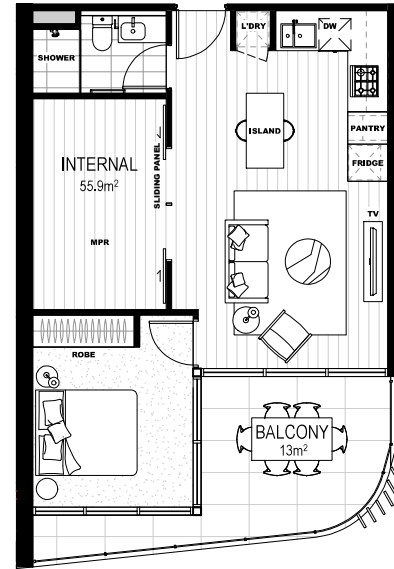 L'DRY
DW
SHOWER
ISLAND
PANTRY
FRIDGE
INTERNAL
55.9m²
SLIDING PANEL
MPR
TV
ROBE
BALCONY
13m²